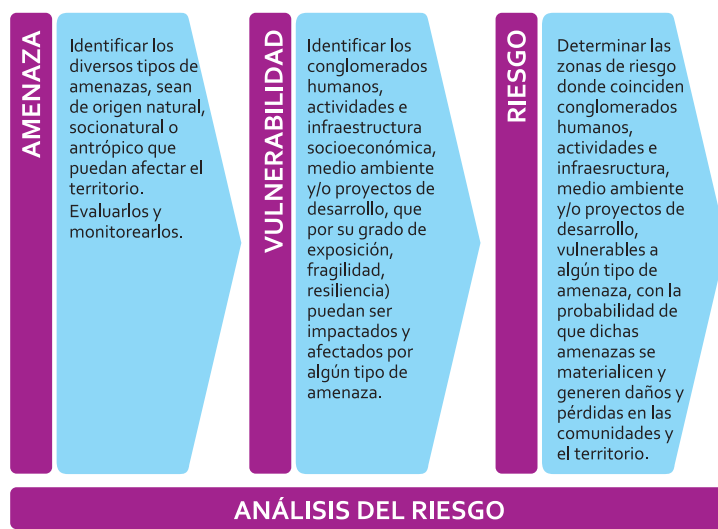 AMENAZA
Identificar los
diversos tipos de
amenazas, sean
de origen natural,
socionatural o
antrópico que
puedan afectar el
territorio.
Evaluarlos y
monitorearlos.
VULNERABILIDAD
Identificar los
conglomerados
humanos,
actividades e
infraestructura
socioeconómica,
medio ambiente
y/o proyectos de
desarrollo, que
por su grado de
exposición,
fragilidad,
resiliencia)
puedan ser
impactados y
afectados por
algún tipo de
amenaza.
RIESGO
Determinar las
zonas de riesgo
donde coinciden
conglomerados
humanos,
actividades e
infraesructura,
medio ambiente
y/o proyectos de
desarrollo,
vulnerables a
algún tipo de
amenaza, con la
probabilidad de
que dichas
amenazas se
materialicen y
generen daños y
pérdidas en las
comunidades y
el territorio.
ANÁLISIS DEL RIESGO